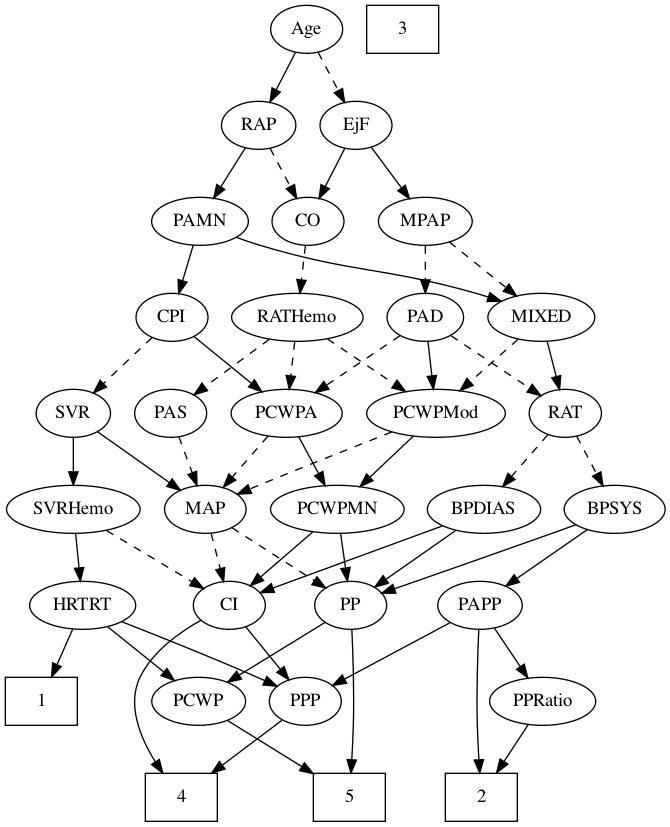 Age 3
RAP EjF
PAMN CO MPAP
CPI RATHemo PAD MIXED
SVR PAS PCWPA PCWPMod RAT
SVRHemo MAP PCWPMN BPDIAS BPSYS
HRTRT CI PP PAPP
1 PCWP PPP PPRatio
4 5 2